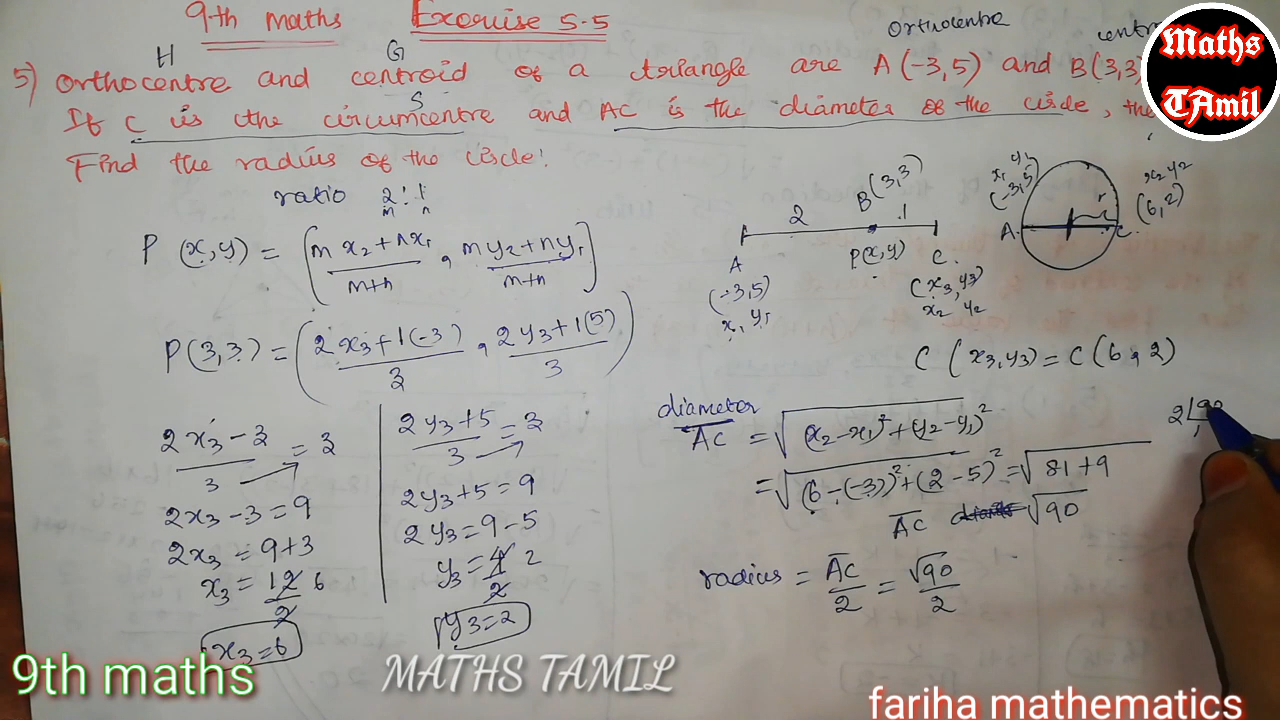 9th maths Exercise 5.5
Orthocentre
H G
5) Orthocentre and centroid of a triangle are A(-3,5) and B(3,3
S
If C is the circumcentre and AC is the diameter of the circle, the
Find the radius of the circle.
Maths
TAmil
ratio 2:1
m n
P (x,y) = [(mx₂+nx₁)/(m+n) , (my₂+ny₁)/(m+n)]
P(3,3) = ((2x₃+1(-3))/3 , (2y₃+1(5))/3)
2 B(3,3) 1
A P(x,y) C
(-3,5) (x₃,y₃)
x₁ y₁ x₂ y₂
x₁ y₁ x₂ y₂
(-3,5) (6,2)
A r C
C (x₃,y₃) = C(6,2)
(2x₃-3)/3 = 3
2x₃-3=9
2x₃ = 9+3
x₃ = 12/2 6
x₃=6
(2y₃+5)/3 = 3
2y₃+5=9
2y₃=9-5
y₃=4/2 2
y₃=2
diameter
AC = √((x₂-x₁)²+(y₂-y₁)²)
= √((6-(-3))²+(2-5)²) = √(81+9)
AC √90
radius = AC/2 = √90/2
9th maths
MATHS TAMIL
fariha mathematics